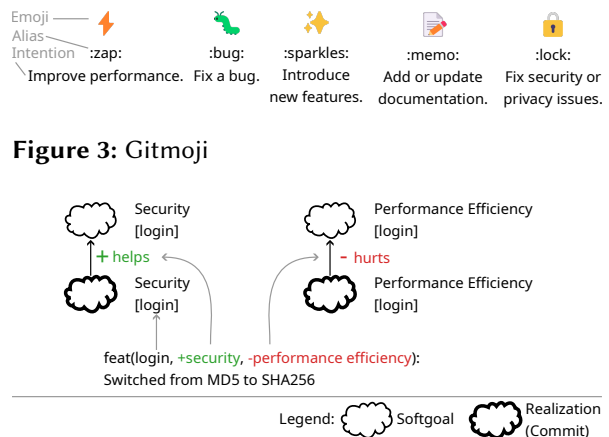 Emoji
Alias
Intention
:zap: :bug: :sparkles: :memo: :lock:
Improve performance. Fix a bug. Introduce new features. Add or update documentation. Fix security or privacy issues.
Figure 3: Gitmoji
Security Performance Efficiency
[login] [login]
+ helps - hurts
Security Performance Efficiency
[login] [login]
feat(login, +security, -performance efficiency):
Switched from MD5 to SHA256
Legend: Softgoal Realization
(Commit)